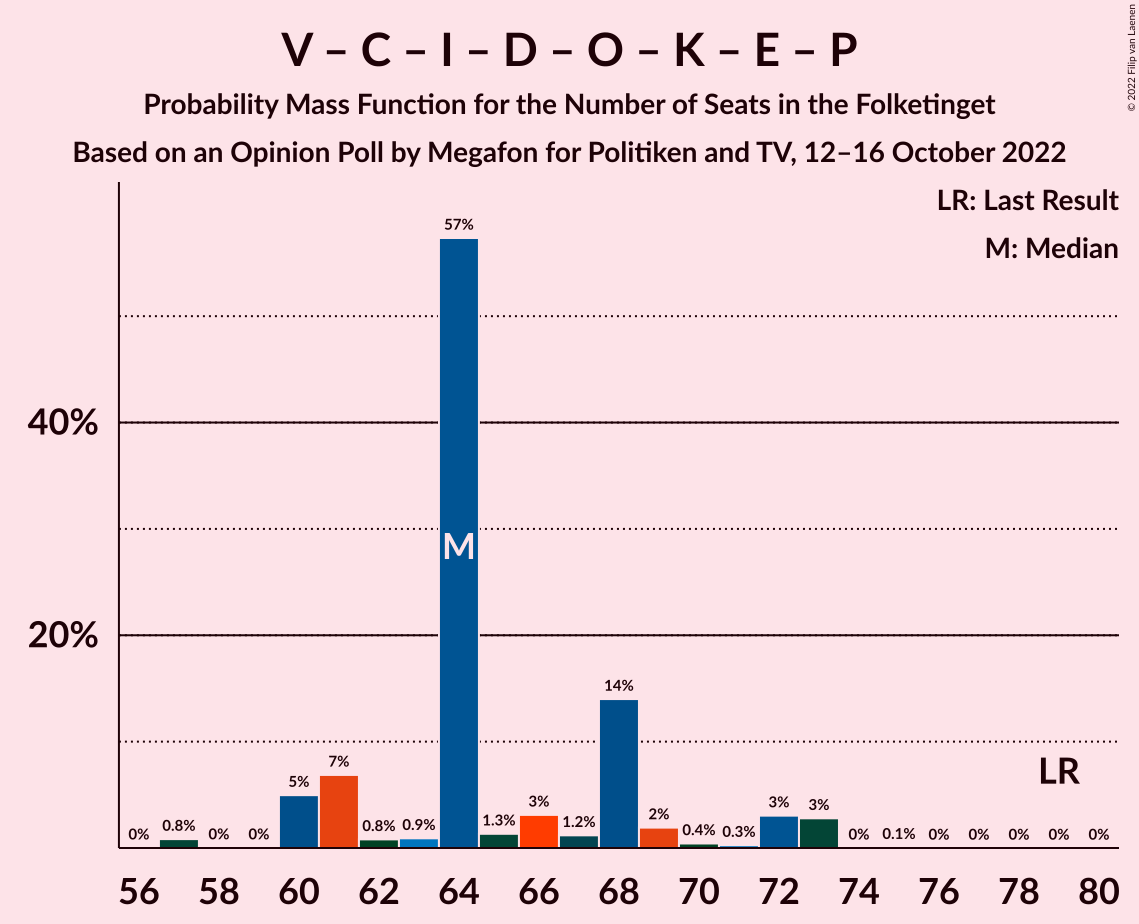 V – C – I – D – O – K – E – P
Probability Mass Function for the Number of Seats in the Folketinget
Based on an Opinion Poll by Megafon for Politiken and TV, 12–16 October 2022
© 2022 Filip van Laenen
LR: Last Result
M: Median
57%
40%
M
20%
14%
LR
0% 0.8% 0% 0% 5% 7% 0.8% 0.9% 1.3% 3% 1.2% 2% 0.4% 0.3% 3% 3% 0% 0.1% 0% 0% 0% 0% 0%
56 58 60 62 64 66 68 70 72 74 76 78 80